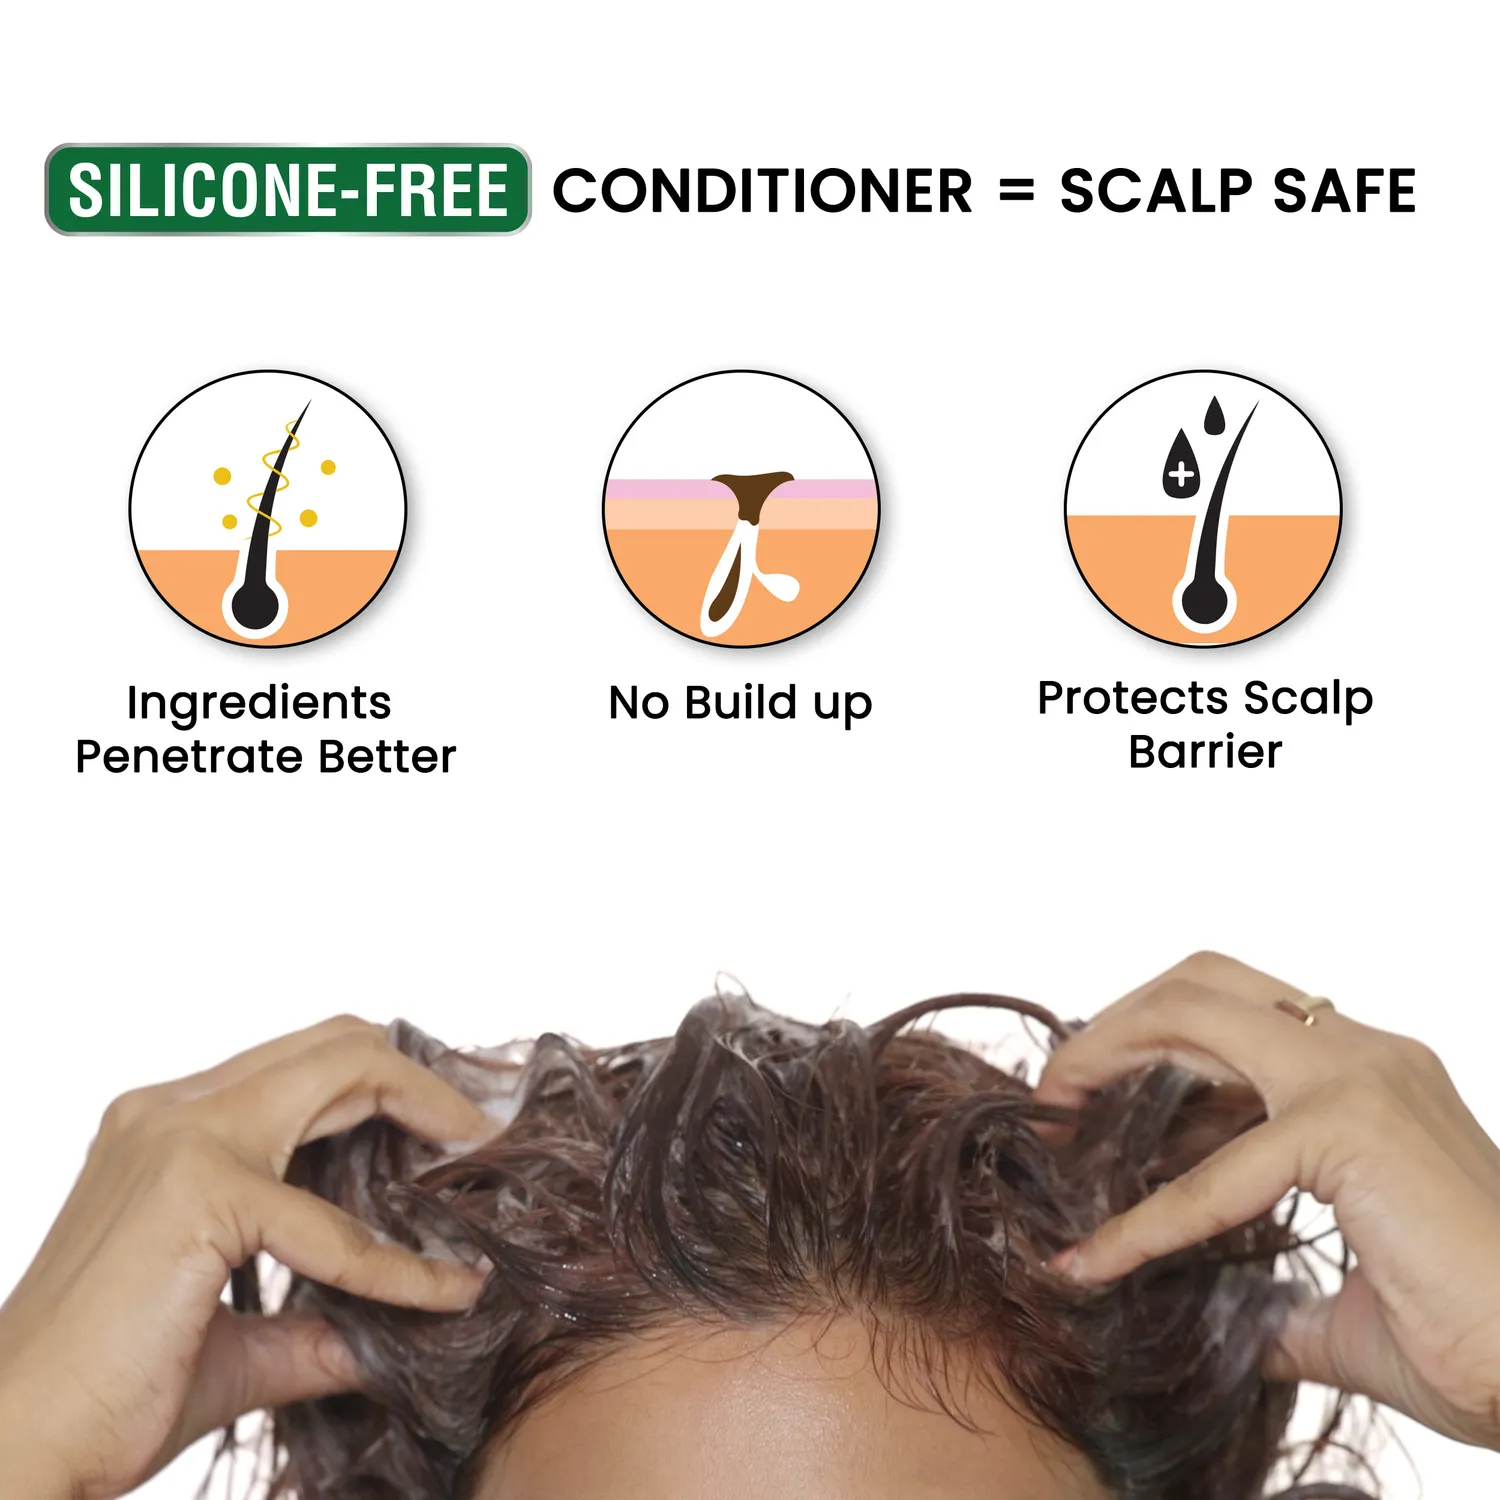 SILICONE-FREE CONDITIONER = SCALP SAFE
Ingredients
Penetrate Better
No Build up
Protects Scalp
Barrier